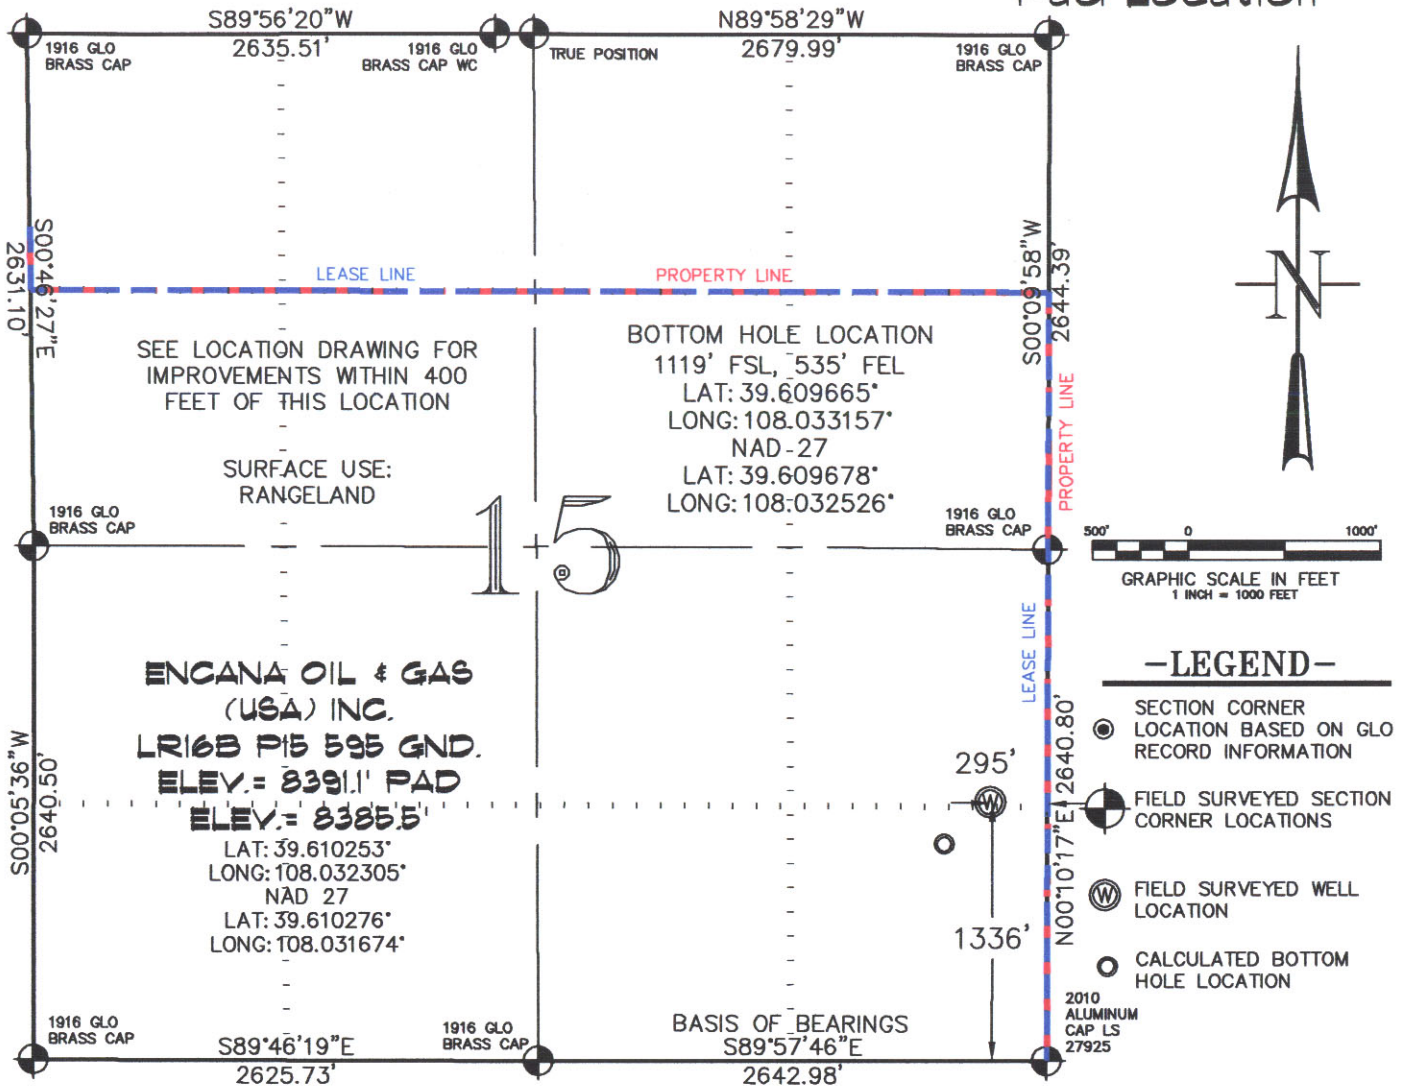 Pad Location
S89°56'20"W
2635.51'
N89°58'29"W
2679.99'
1916 GLO
BRASS CAP
1916 GLO
BRASS CAP WC
TRUE POSITION
1916 GLO
BRASS CAP
S00°46'27"E
2631.10'
LEASE LINE
PROPERTY LINE
S00°09'58"W
2644.39'
N
SEE LOCATION DRAWING FOR
IMPROVEMENTS WITHIN 400
FEET OF THIS LOCATION
SURFACE USE:
RANGELAND
BOTTOM HOLE LOCATION
1119' FSL, 535' FEL
LAT: 39.609665°
LONG: 108.033157°
NAD 27
LAT: 39.609678°
LONG: 108.032526°
PROPERTY LINE
1916 GLO
BRASS CAP
1916 GLO
BRASS CAP
15
500' 0 1000'
GRAPHIC SCALE IN FEET
1 INCH = 1000 FEET
LEASE LINE
ENCANA OIL & GAS
(USA) INC.
LR16B P15 595 GND.
ELEV.= 8391.1' PAD
ELEV.= 8385.5'
LAT: 39.610253°
LONG: 108.032305°
NAD 27
LAT: 39.610276°
LONG: 108.031674°
S00°05'36"W
2640.50'
295'
W
1336'
N00°10'17"E 2640.80'
-LEGEND-
SECTION CORNER
LOCATION BASED ON GLO
RECORD INFORMATION
FIELD SURVEYED SECTION
CORNER LOCATIONS
W
FIELD SURVEYED WELL
LOCATION
CALCULATED BOTTOM
HOLE LOCATION
2010
ALUMINUM
CAP LS
27925
1916 GLO
BRASS CAP
1916 GLO
BRASS CAP
BASIS OF BEARINGS
S89°46'19"E
2625.73'
S89°57'46"E
2642.98'